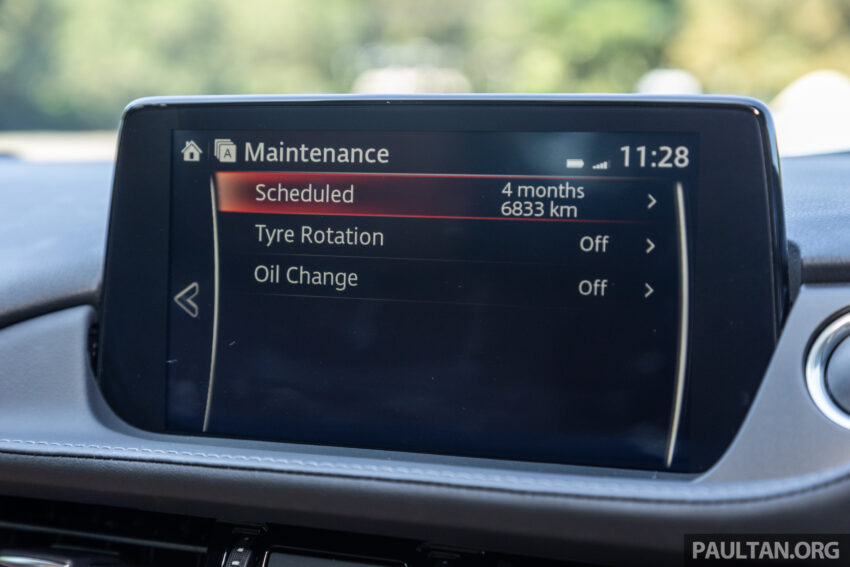 A Maintenance 11:28
Scheduled 4 months
6833 km
Tyre Rotation Off
Oil Change Off
PAULTAN.ORG